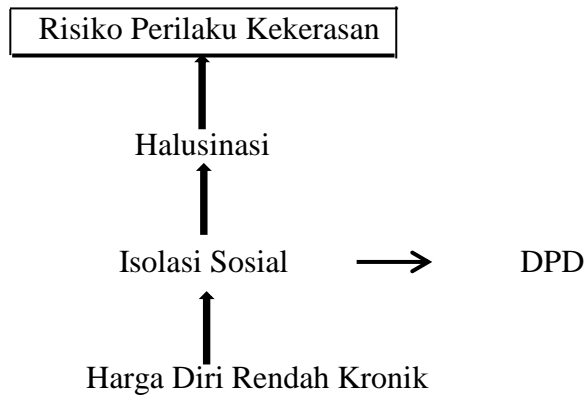 Risiko Perilaku Kekerasan
Halusinasi
Isolasi Sosial
DPD
Harga Diri Rendah Kronik